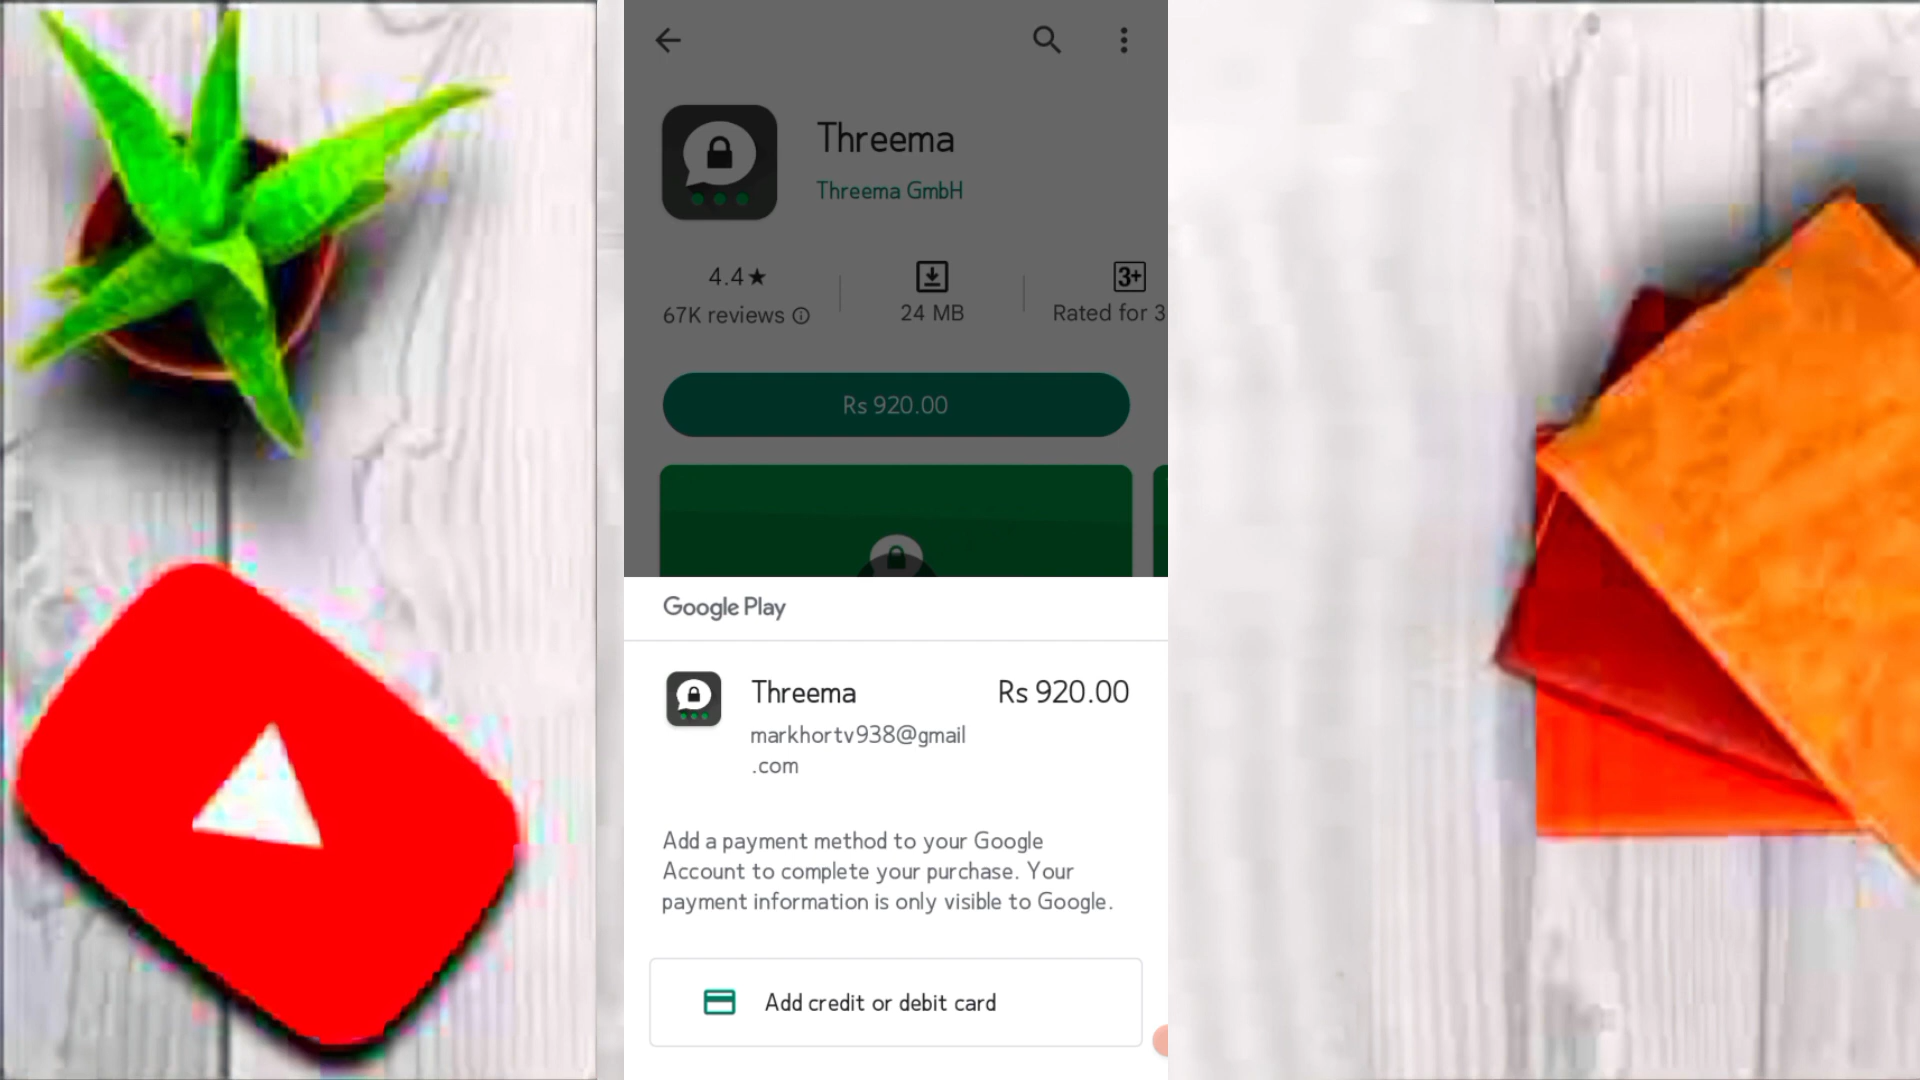 Threema
Threema GmbH
4.4★
3+
67K reviews
24 MB
Rated for 3
Rs 920.00
Google Play
Threema
Rs 920.00
markhortv938@gmail
.com
Add a payment method to your Google
Account to complete your purchase. Your
payment information is only visible to Google.
Add credit or debit card